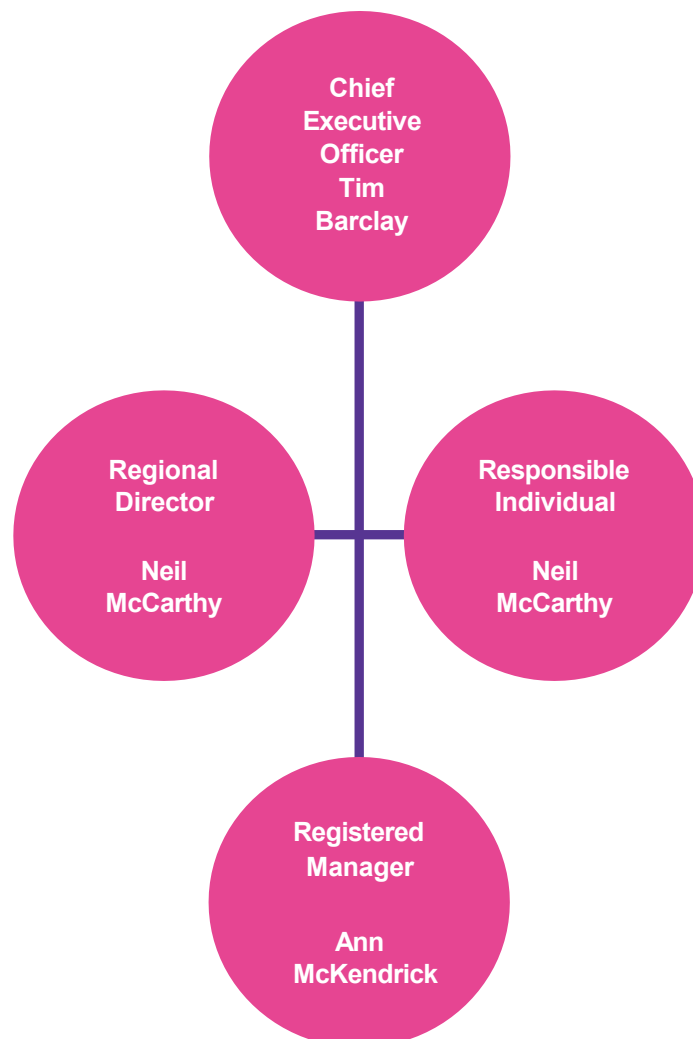 Chief
Executive
Officer
Tim
Barclay
Regional
Director
Neil
McCarthy
Responsible
Individual
Neil
McCarthy
Registered
Manager
Ann
McKendrick